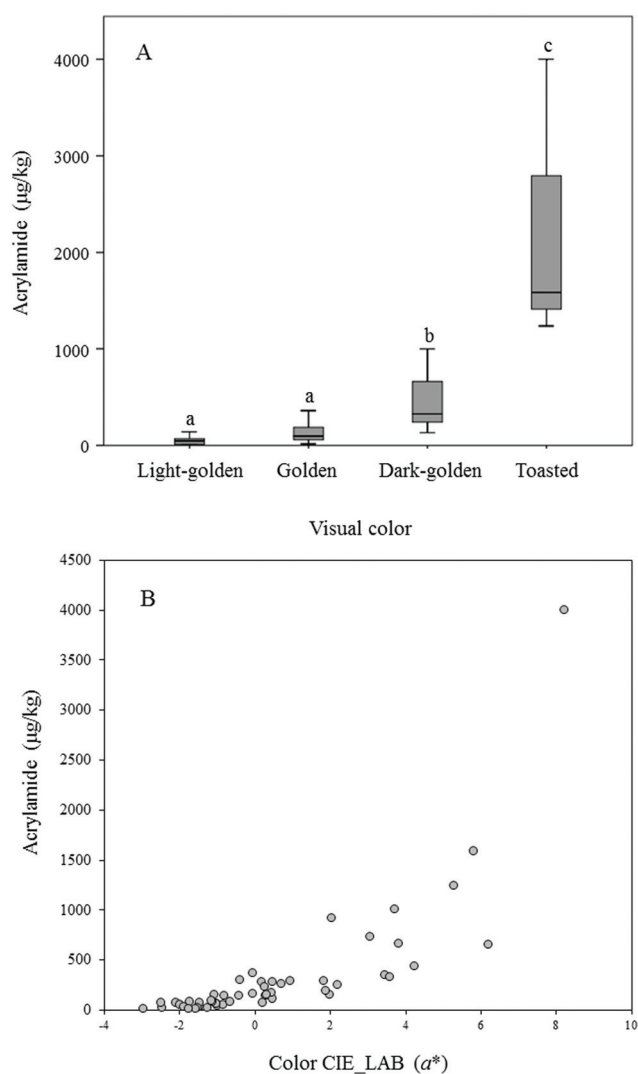 A
Acrylamide (µg/kg)
4000
3000
2000
1000
0
a
a
b
c
Light-golden Golden Dark-golden Toasted
Visual color
B
Acrylamide (µg/kg)
4500
4000
3500
3000
2500
2000
1500
1000
500
0
-4 -2 0 2 4 6 8 10
Color CIE_LAB (a*)